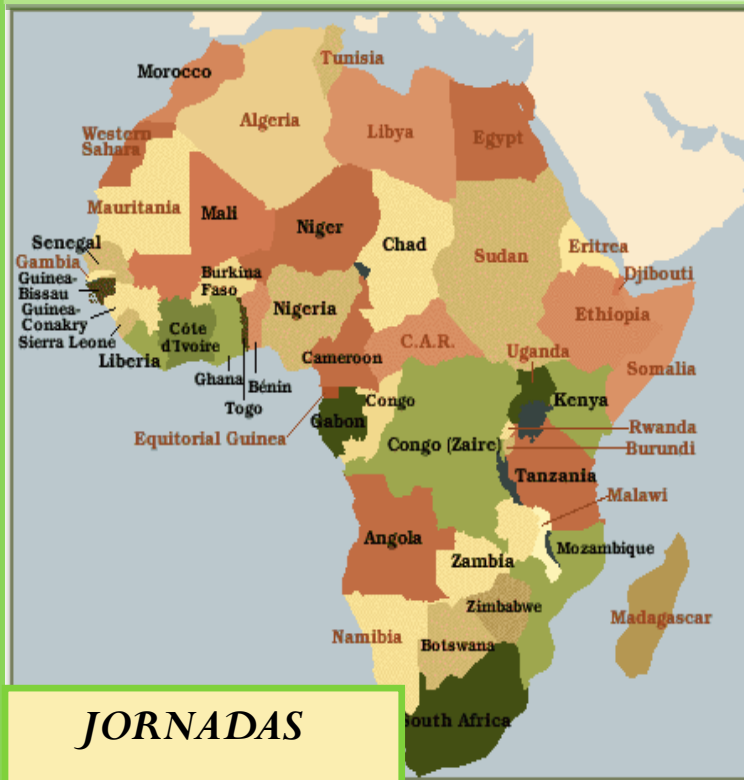 Tunisia
Morocco
Algeria
Libya
Egypt
Western
Sahara
Mauritania
Mali
Niger
Chad
Sudan
Eritrea
Djibouti
Senegal
Gambia
Guinea-
Bissau
Guinea-
Conakry
Sierra Leone
Liberia
Burkina
Faso
Côte
d'Ivoire
Ghana
Togo
Bénin
Nigeria
Cameroon
C.A.R.
Ethiopia
Somalia
Uganda
Kenya
Rwanda
Burundi
Equitorial Guinea
Gabon
Congo
Congo (Zaire)
Tanzania
Malawi
Angola
Zambia
Mozambique
Zimbabwe
Madagascar
Namibia
Botswana
South Africa
JORNADAS